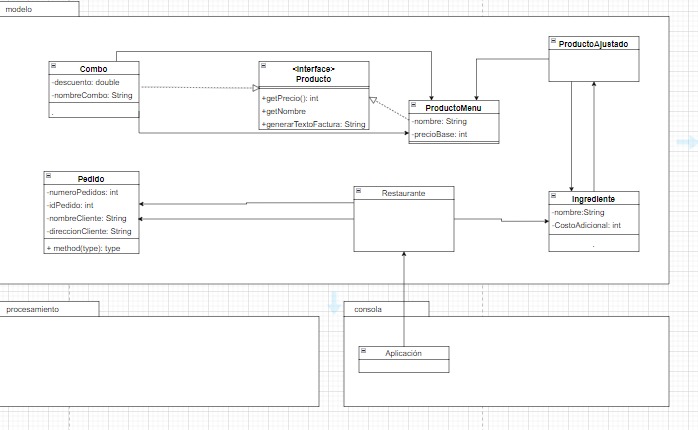 modelo
Combo
-descuento: double
-nombreCombo: String
.
<interface>
Producto
+getPrecio(): int
+getNombre
+generarTextoFactura: String
ProductoMenu
-nombre: String
-precioBase: int
ProductoAjustado
Pedido
-numeroPedidos: int
-idPedido: int
-nombreCliente: String
-direccionCliente: String
+ method(type): type
Restaurante
Ingrediente
-nombre:String
-CostoAdicional: int
.
procesamiento
consola
Aplicación